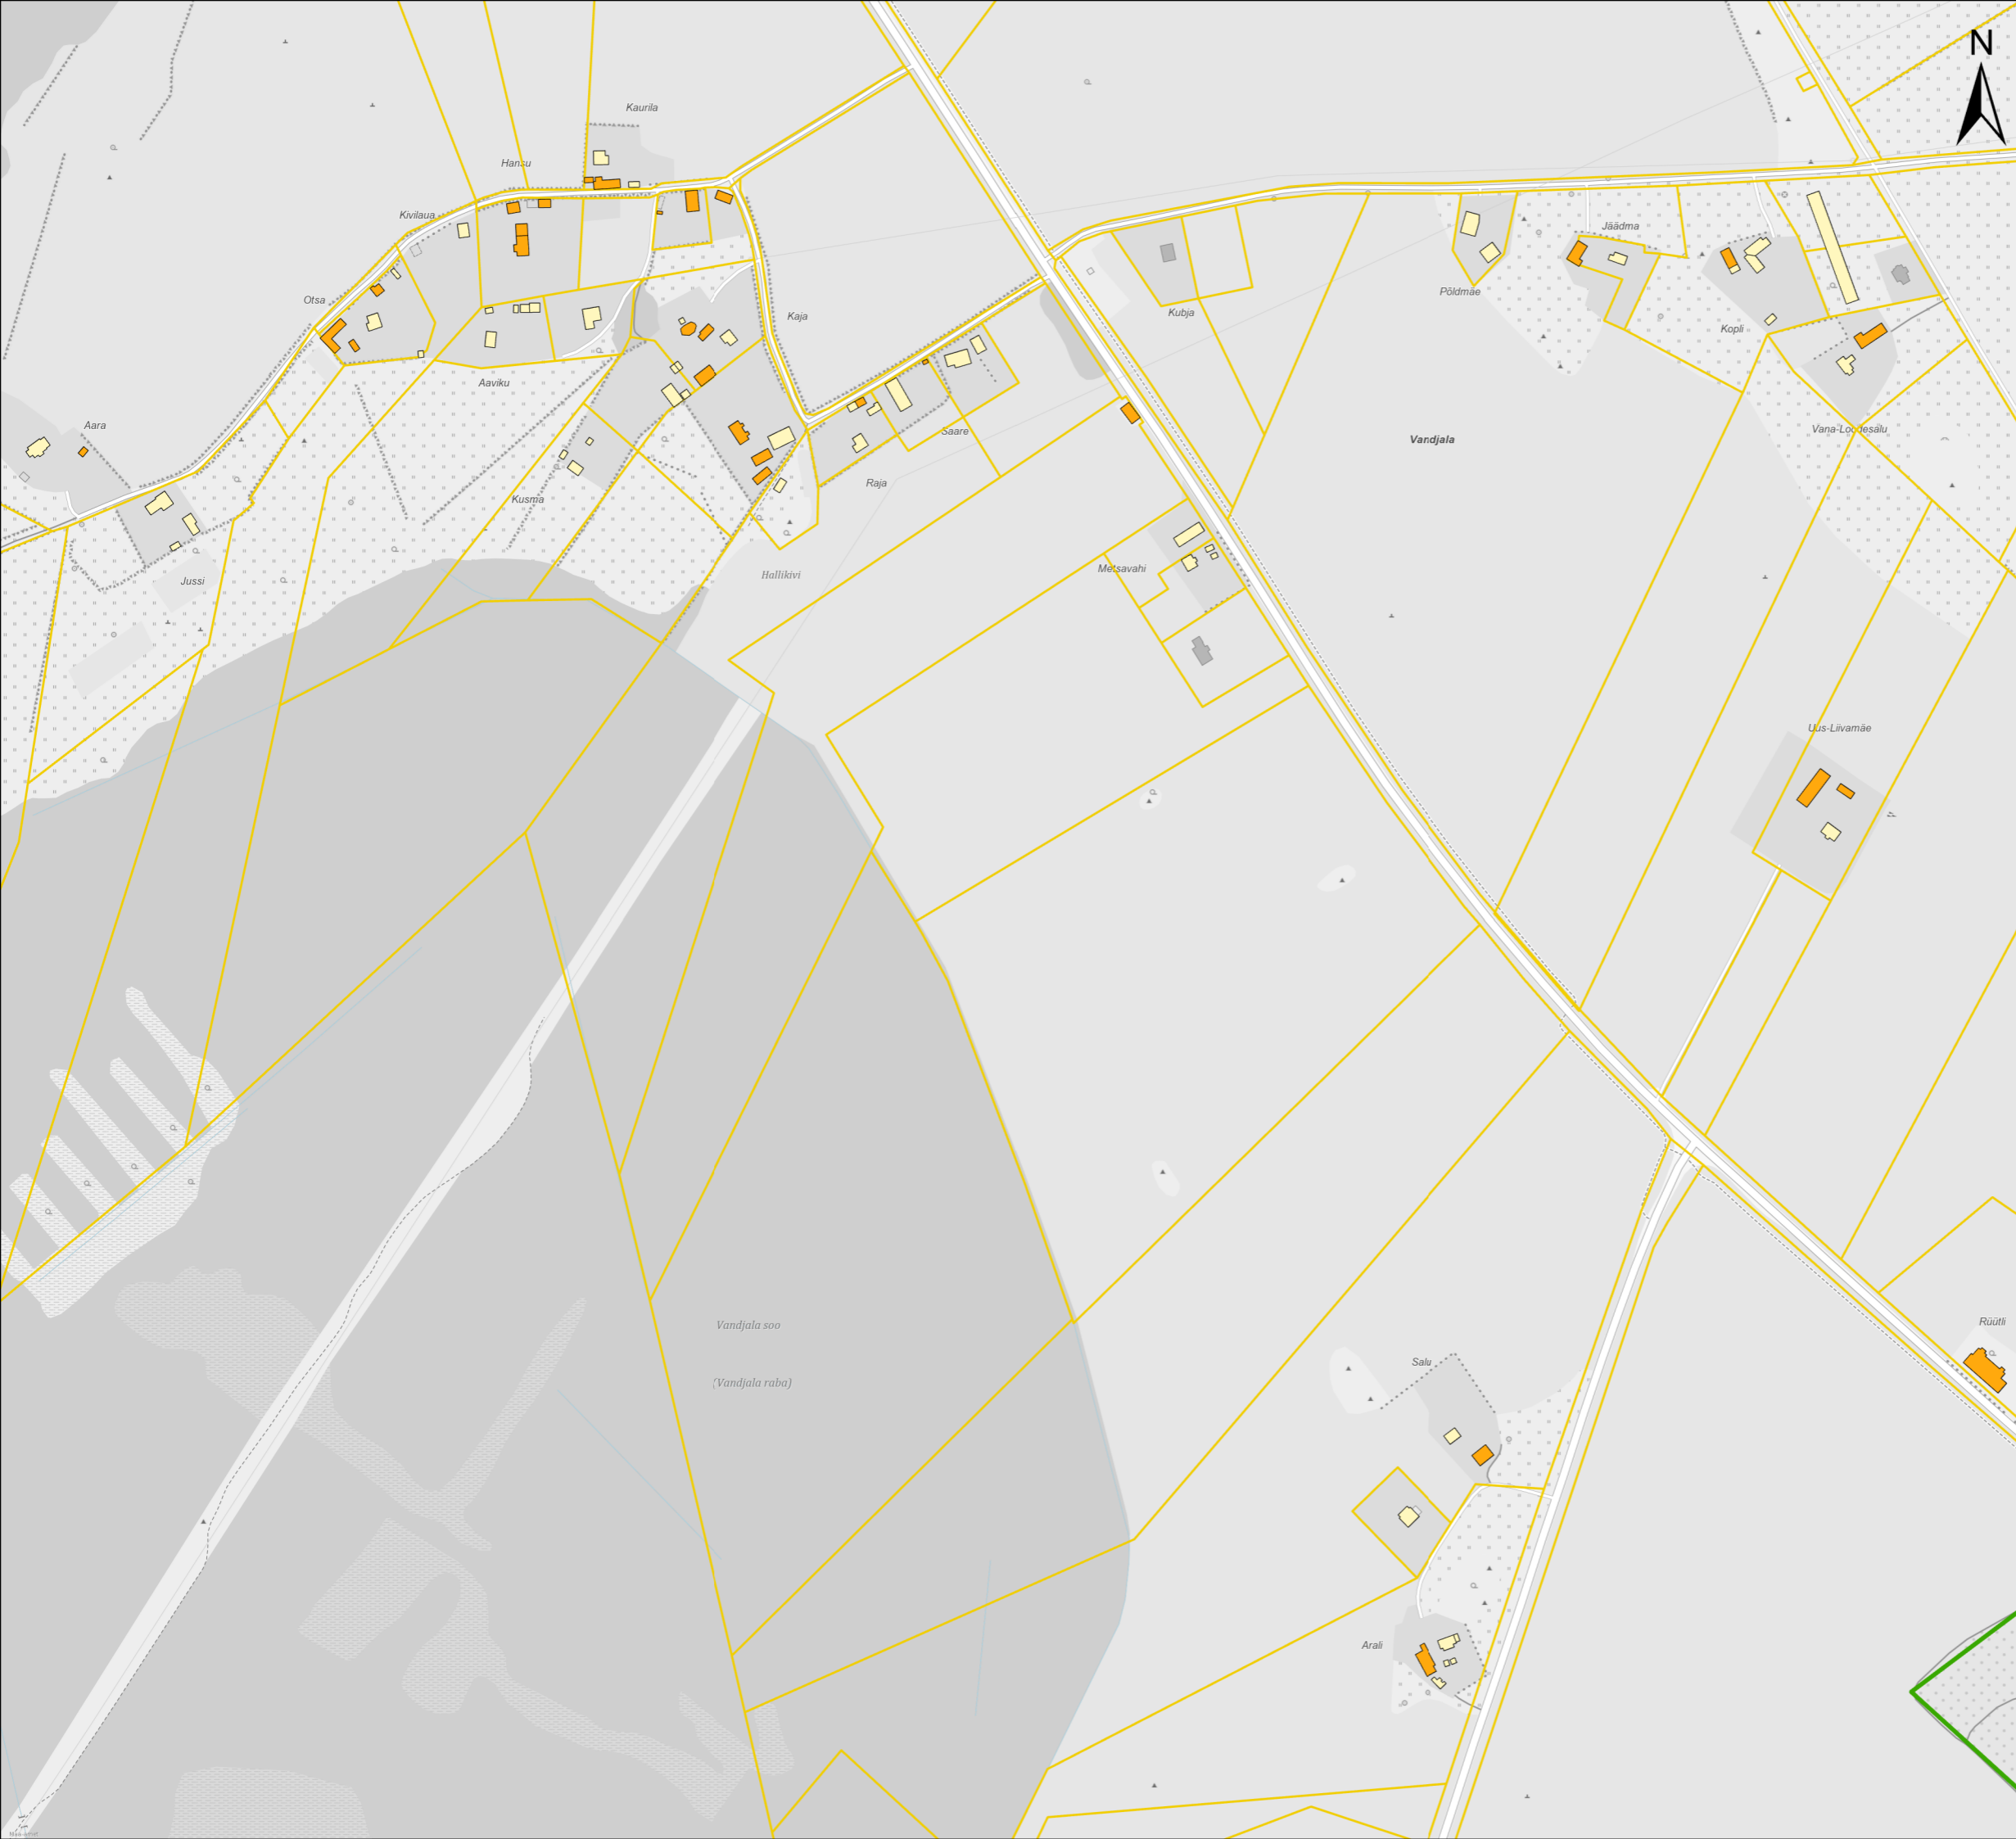 N
Kaurila
Hansu
Kivilaua
Jäädma
Põldmäe
Otsa
Kaja
Kubja
Kopli
Aaviku
Aara
Saare
Vandjala
Vana-Loodesalu
Raja
Kusma
Metsavahi
Hallikivi
Jussi
Uus-Liivamäe
Rüütli
Vandjala soo
Salu
(Vandjala raba)
Arali